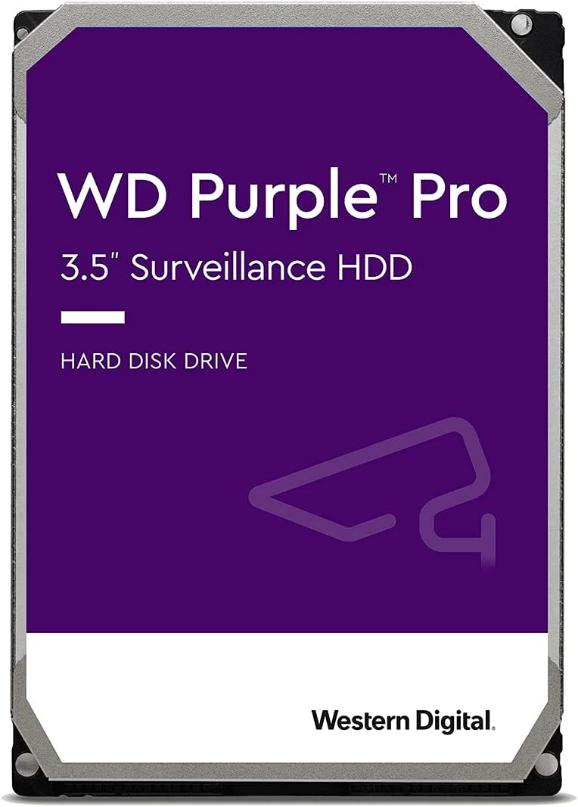 WD Purple™ Pro
3.5" Surveillance HDD
HARD DISK DRIVE
Western Digital.